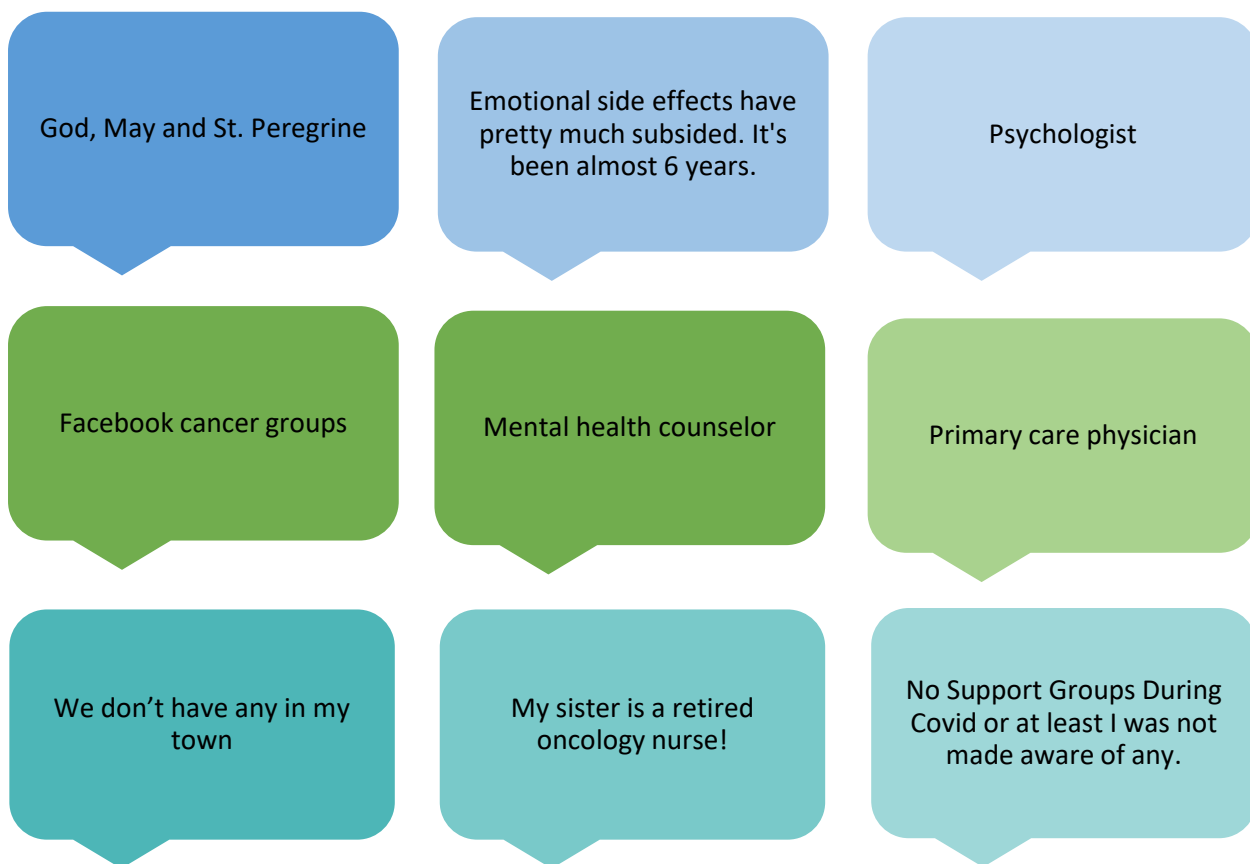 God, May and St. Peregrine
Emotional side effects have
pretty much subsided. It's
been almost 6 years.
Psychologist
Facebook cancer groups
Mental health counselor
Primary care physician
We don’t have any in my
town
My sister is a retired
oncology nurse!
No Support Groups During
Covid or at least I was not
made aware of any.